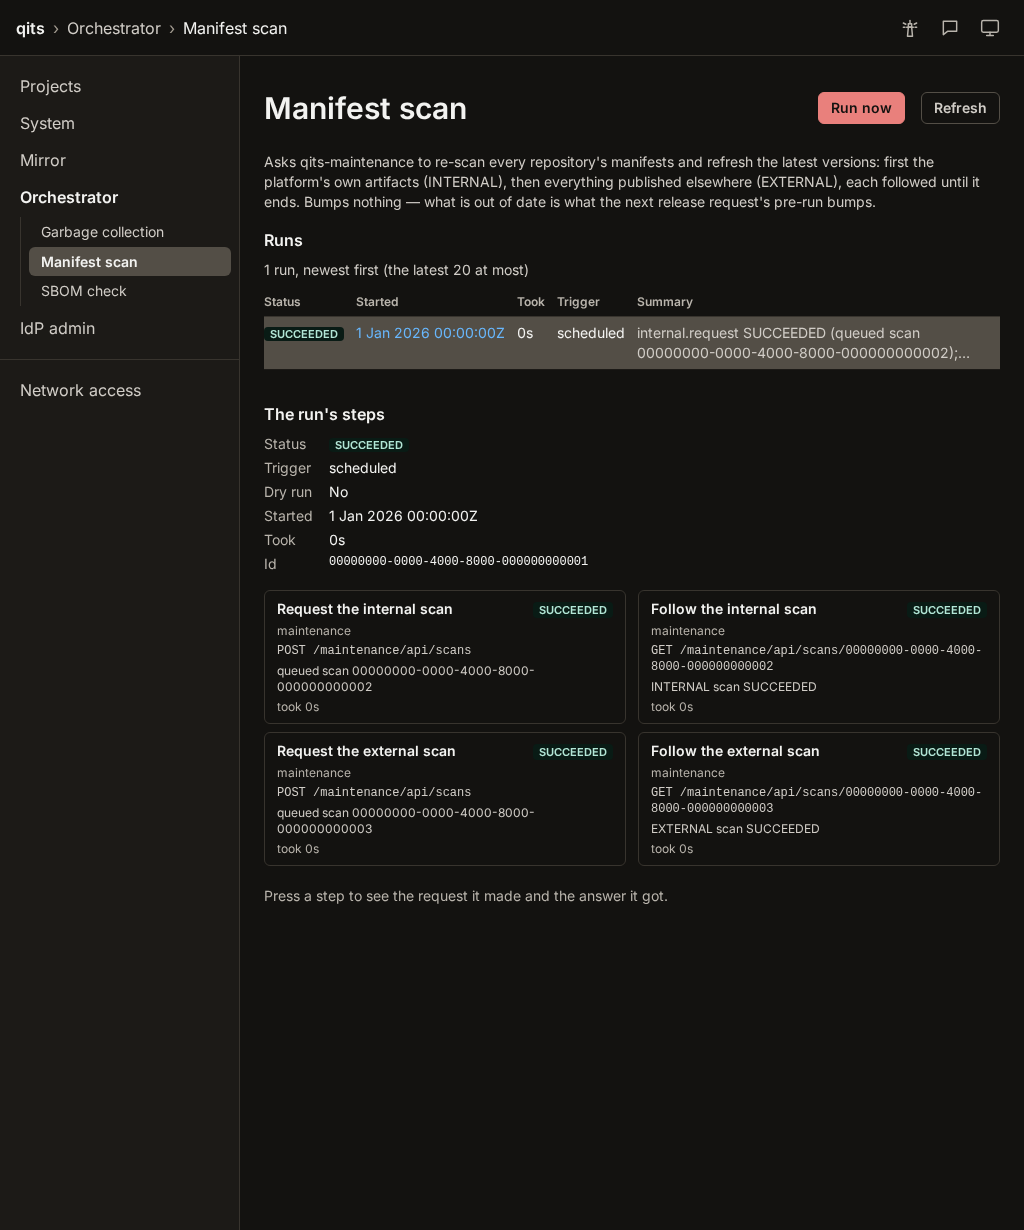 qits › Orchestrator › Manifest scan
Projects
System
Mirror
Orchestrator
Garbage collection
Manifest scan
SBOM check
IdP admin
Network access
Manifest scan
Run now
Refresh
Asks qits-maintenance to re-scan every repository's manifests and refresh the latest versions: first the
platform's own artifacts (INTERNAL), then everything published elsewhere (EXTERNAL), each followed until it
ends. Bumps nothing — what is out of date is what the next release request's pre-run bumps.
Runs
1 run, newest first (the latest 20 at most)
Status Started Took Trigger Summary
SUCCEEDED 1 Jan 2026 00:00:00Z 0s scheduled internal.request SUCCEEDED (queued scan
00000000-0000-4000-8000-000000000002);…
The run's steps
Status SUCCEEDED
Trigger scheduled
Dry run No
Started 1 Jan 2026 00:00:00Z
Took 0s
Id 00000000-0000-4000-8000-000000000001
Request the internal scan SUCCEEDED
maintenance
POST /maintenance/api/scans
queued scan 00000000-0000-4000-8000-
000000000002
took 0s
Follow the internal scan SUCCEEDED
maintenance
GET /maintenance/api/scans/00000000-0000-4000-
8000-000000000002
INTERNAL scan SUCCEEDED
took 0s
Request the external scan SUCCEEDED
maintenance
POST /maintenance/api/scans
queued scan 00000000-0000-4000-8000-
000000000003
took 0s
Follow the external scan SUCCEEDED
maintenance
GET /maintenance/api/scans/00000000-0000-4000-
8000-000000000003
EXTERNAL scan SUCCEEDED
took 0s
Press a step to see the request it made and the answer it got.